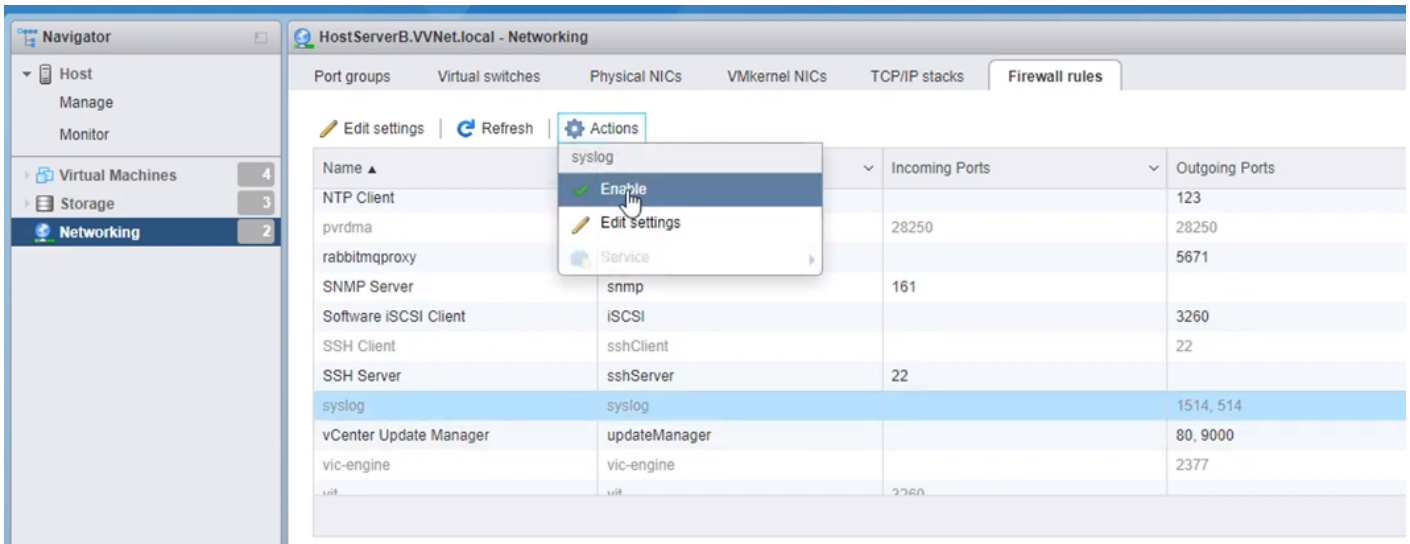 Navigator
Host
Manage
Monitor
Virtual Machines 4
Storage 3
Networking 2
HostServerB.VVNet.local - Networking
Port groups Virtual switches Physical NICs VMkernel NICs TCP/IP stacks Firewall rules
Edit settings Refresh Actions
syslog
Enable
Edit settings
Service
Name Incoming Ports Outgoing Ports
NTP Client 123
pvrdma 28250 28250
rabbitmqproxy 5671
SNMP Server snmp 161
Software iSCSI Client iSCSI 3260
SSH Client sshClient 22
SSH Server sshServer 22
syslog syslog 1514, 514
vCenter Update Manager updateManager 80, 9000
vic-engine vic-engine 2377
vit vit 3260